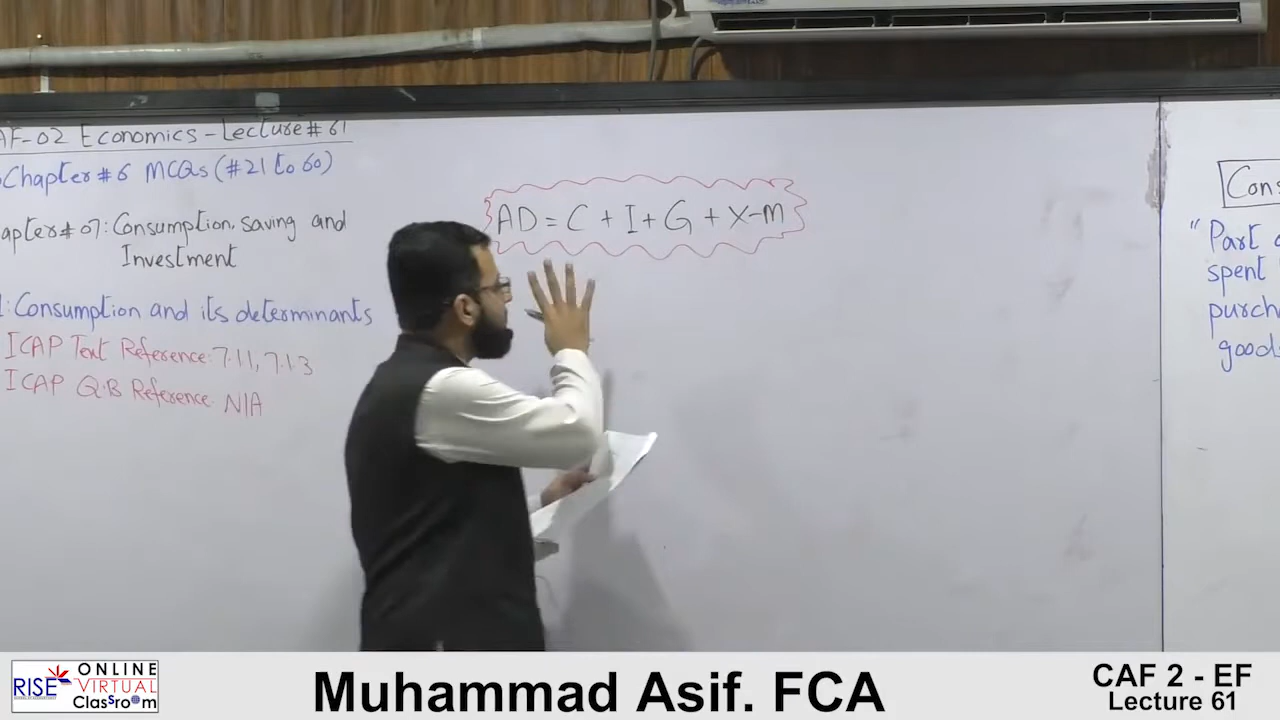 AF-02 Economics - Lecture # 61
Chapter # 6 MCQs (# 21 to 60)
apter # 07: Consumption, saving and
Investment
1: Consumption and its determinants
ICAP Text Reference: 7.1.1, 7.1.3
ICAP Q.B Reference: N/A
AD = C + I + G + X-M
Cons
"Part
spent
purch
goods
RISE
ONLINE
VIRTUAL
Classroom
Muhammad Asif. FCA
CAF 2 - EF
Lecture 61